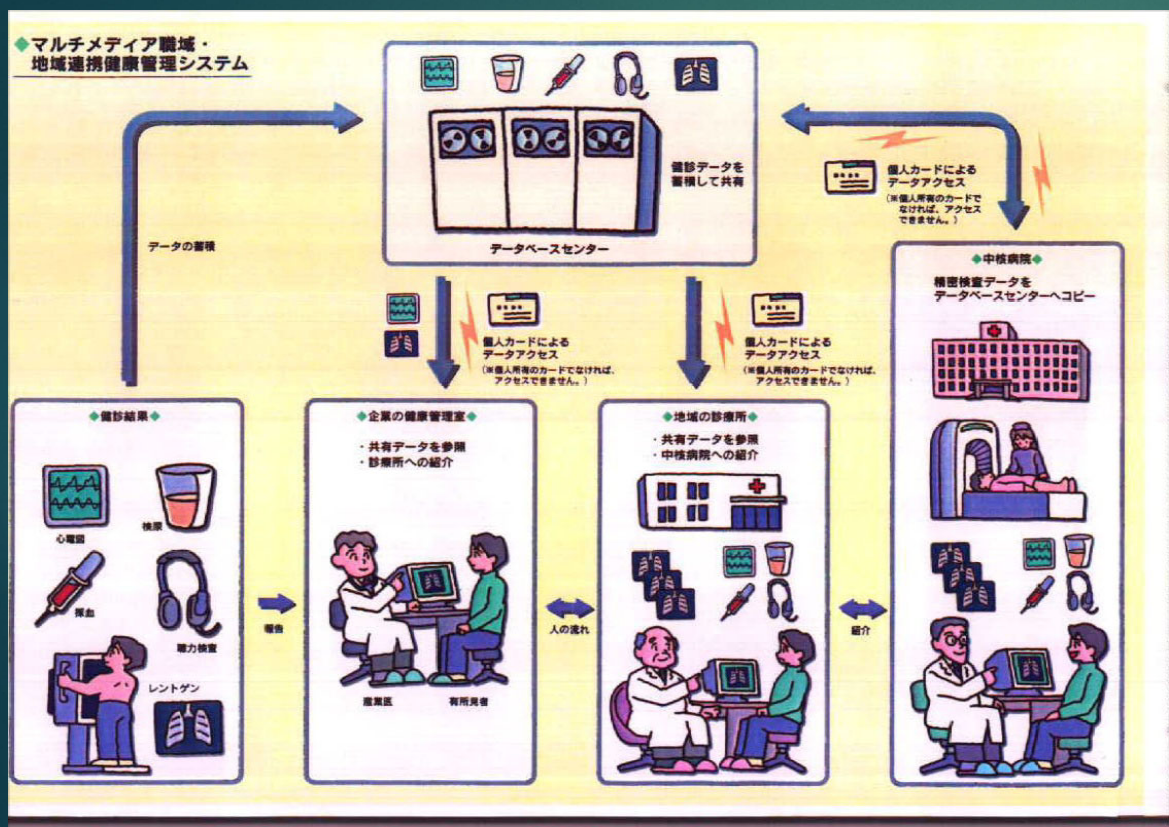 ◆マルチメディア職域・
地域連携健康管理システム
健診データを
蓄積して共有
データベースセンター
個人カードによる
データアクセス
(※個人所有のカードで
なければ、アクセス
できません。)
データの蓄積
個人カードによる
データアクセス
(※個人所有のカードでなければ、
アクセスできません。)
個人カードによる
データアクセス
(※個人所有のカードでなければ、
アクセスできません。)
◆中核病院◆
精密検査データを
データベースセンターへコピー
◆健診結果◆
心電図
検尿
採血
聴力検査
レントゲン
報告
◆企業の健康管理室◆
・共有データを参照
・診療所への紹介
産業医
有所見者
人の流れ
◆地域の診療所◆
・共有データを参照
・中核病院への紹介
紹介